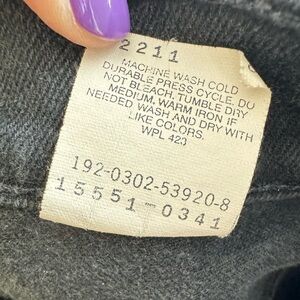 2211
MACHINE WASH COLD
DURABLE PRESS CYCLE. DO
NOT BLEACH, TUMBLE DRY
MEDIUM, WARM IRON IF
NEEDED WASH AND DRY WITH
LIKE COLORS.
WPL 423
192-0302-53920-8
15551-0341